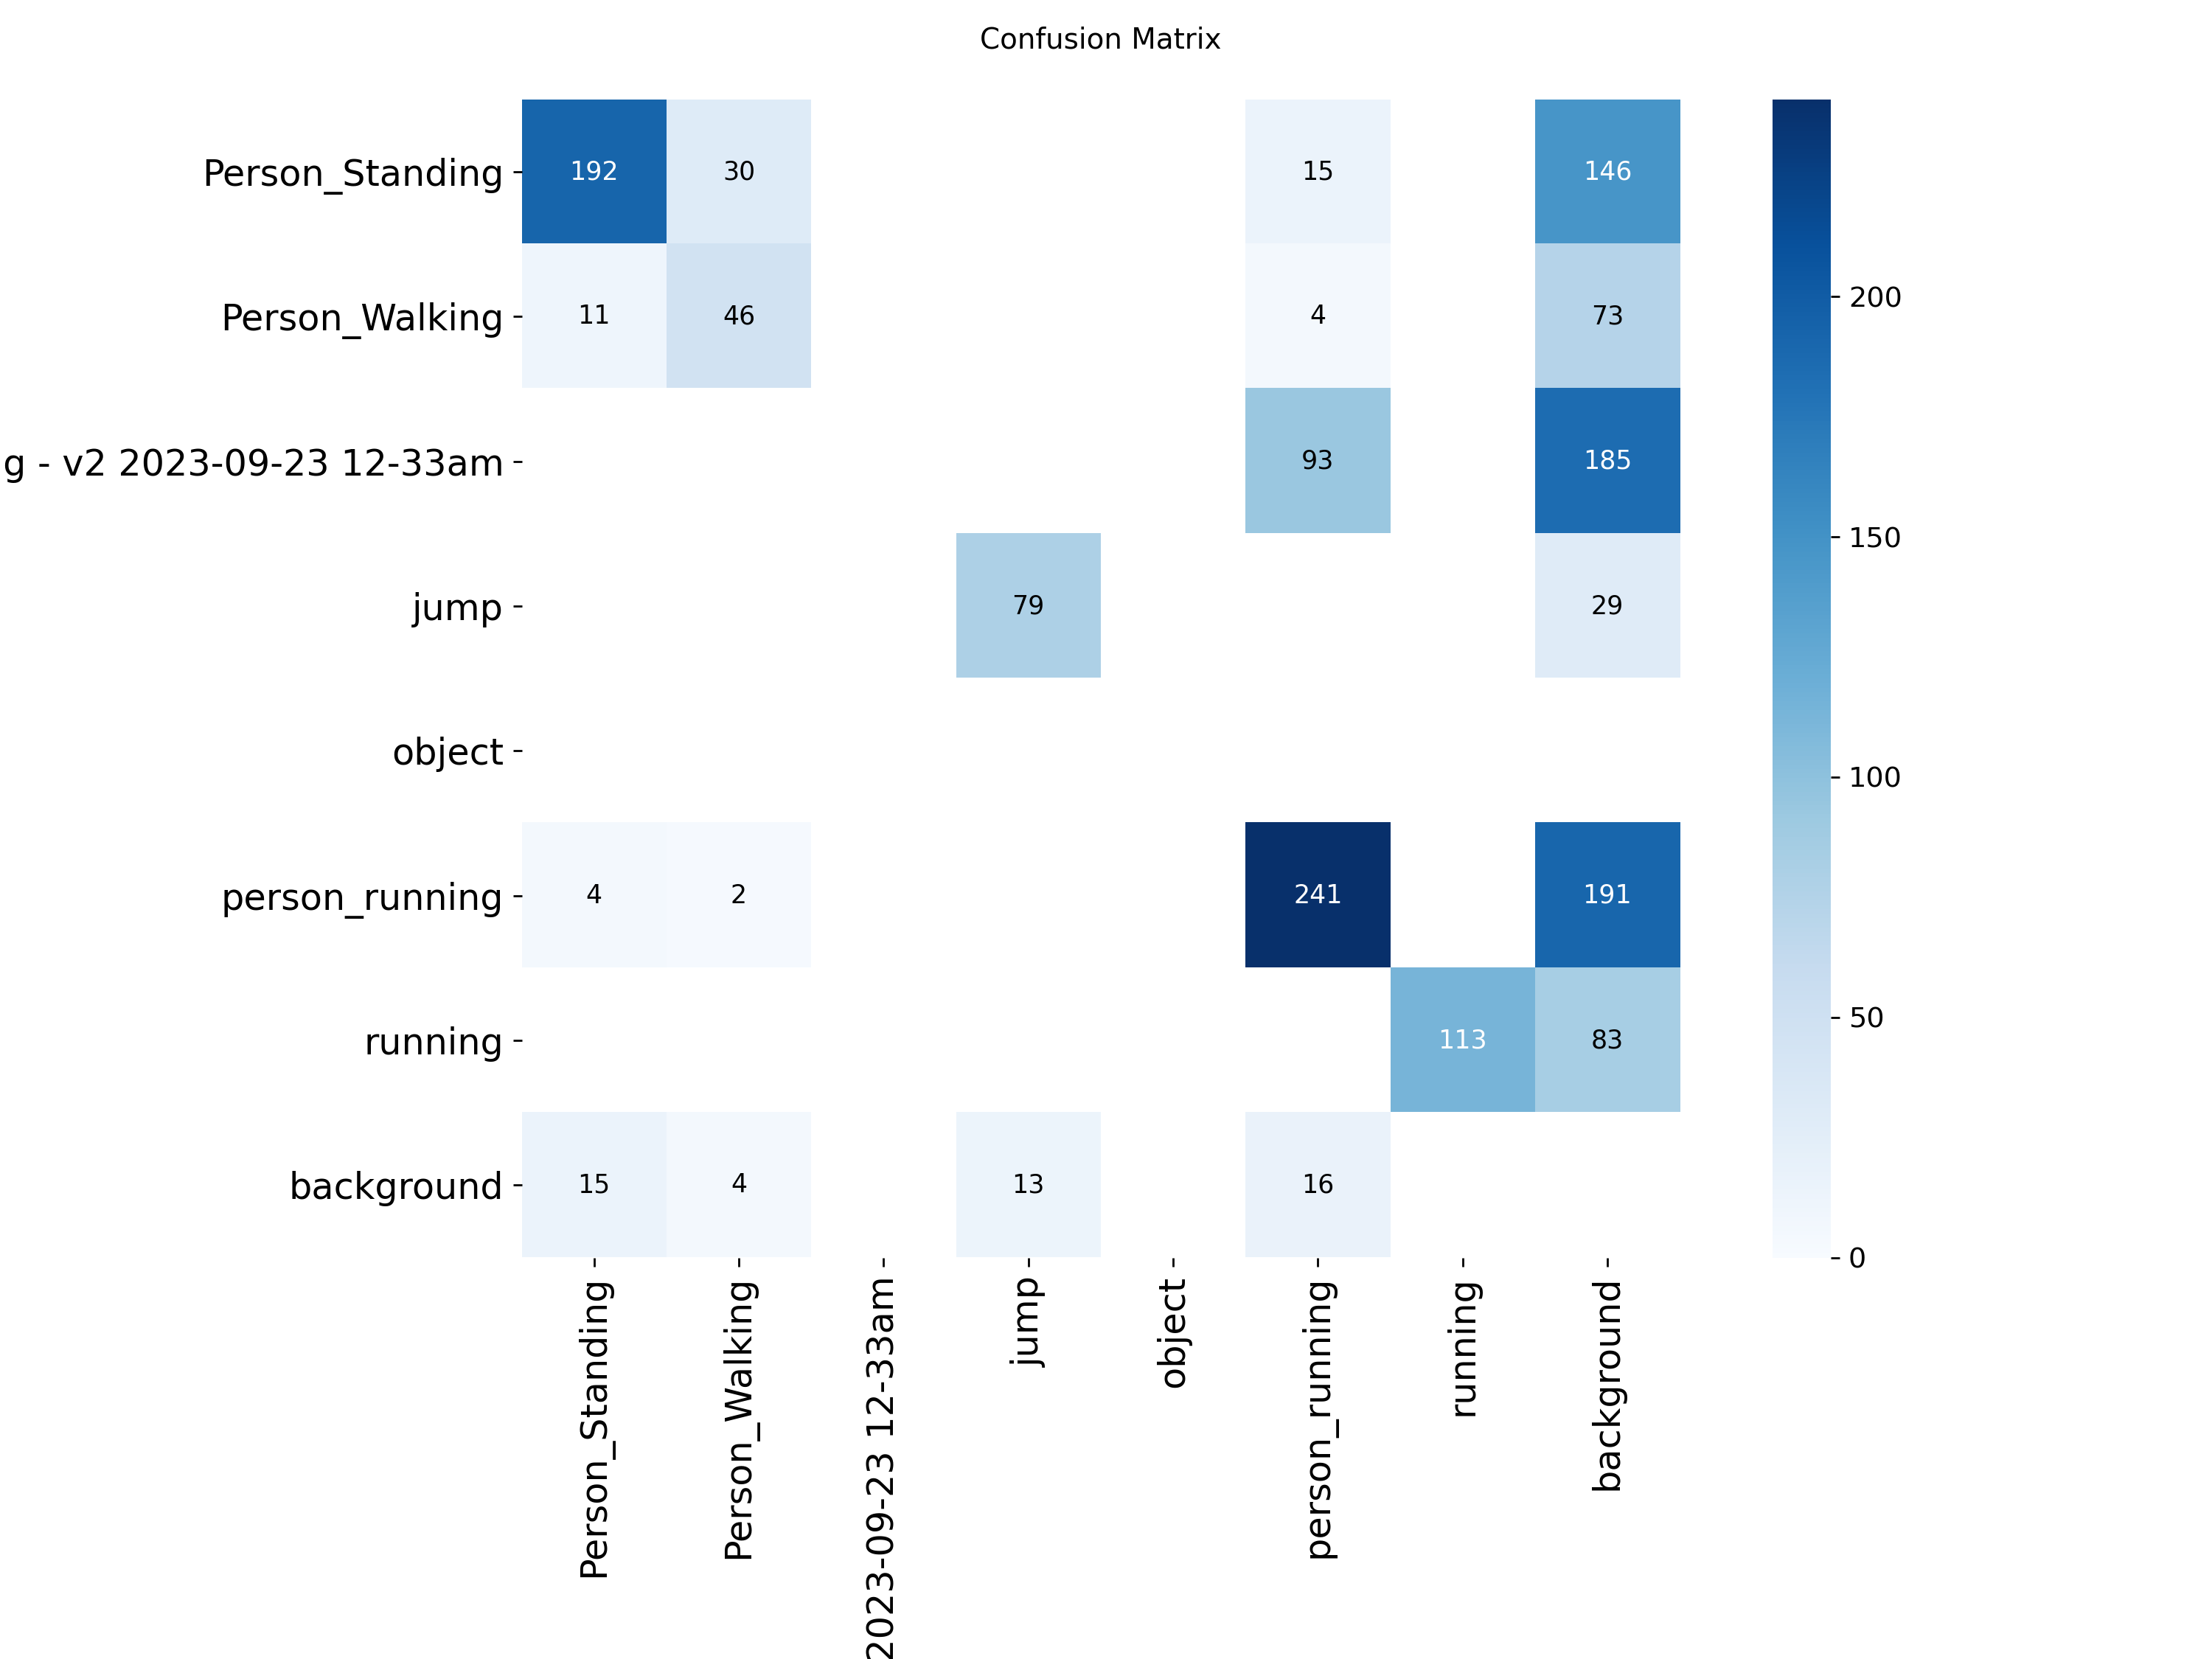 Confusion Matrix
Person_Standing 192 30 15 146
Person_Walking 11 46 4 73
g - v2 2023-09-23 12-33am 93 185
jump 79 29
object
person_running 4 2 241 191
running 113 83
background 15 4 13 16
Person_Standing
Person_Walking
2023-09-23 12-33am
jump
object
person_running
running
background
200
150
100
50
0